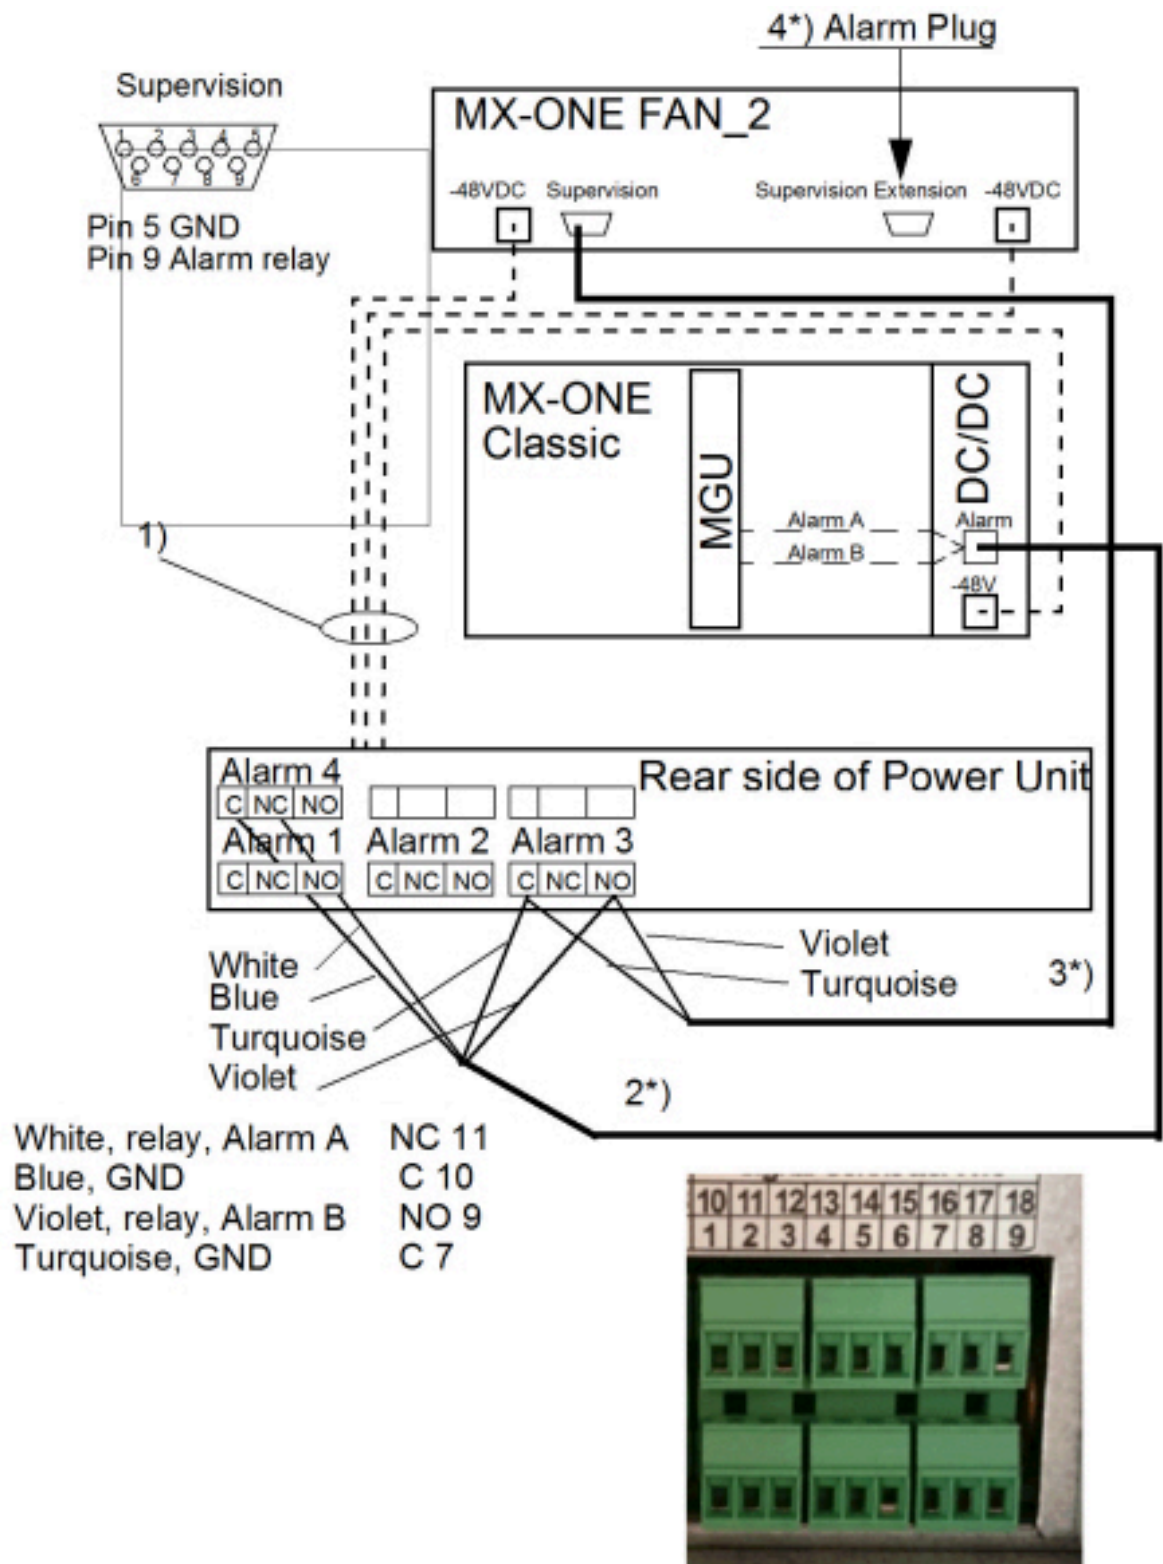 4*) Alarm Plug
Supervision
1 2 3 4 5
6 7 8 9
Pin 5 GND
Pin 9 Alarm relay
MX-ONE FAN_2
-48VDC Supervision Supervision Extension -48VDC
MX-ONE
Classic
MGU
Alarm A
Alarm B
DC/DC
Alarm
-48V
1)
Rear side of Power Unit
Alarm 4
C NC NO
Alarm 1 Alarm 2 Alarm 3
C NC NO C NC NO C NC NO
White
Blue
Turquoise
Violet
Violet
Turquoise
3*)
2*)
White, relay, Alarm A NC 11
Blue, GND C 10
Violet, relay, Alarm B NO 9
Turquoise, GND C 7
10 11 12 13 14 15 16 17 18
1 2 3 4 5 6 7 8 9